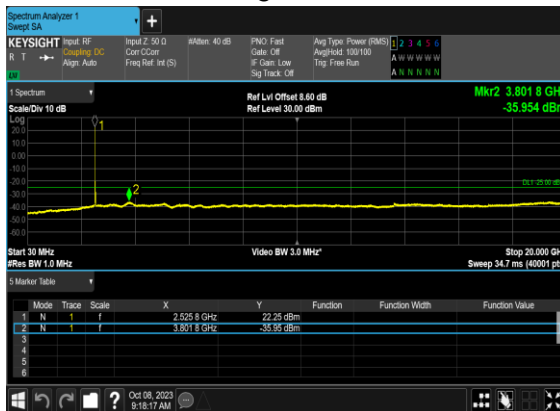 Spectrum Analyzer 1
Swept SA
+
KEYSIGHT Input: RF Input Z: 50 Ω #Atten: 40 dB PNO: Fast Avg Type: Power (RMS) 1 2 3 4 5 6
R T Coupling: DC Corr CCorr Gate: Off Avg|Hold: 100/100 A W W W W W
Align: Auto Freq Ref: Int (S) IF Gain: Low Trig: Free Run A N N N N N
Sig Track: Off
1 Spectrum Ref Lvl Offset 8.60 dB Mkr2 3.801 8 GH
Scale/Div 10 dB Ref Level 30.00 dBm -35.954 dBr
Log
20.0
10.0
0.00
-10.0
-20.0
-30.0
-40.0
-50.0
-60.0
1
2
Start 30 MHz Video BW 3.0 MHz* Stop 20.000 GH
#Res BW 1.0 MHz Sweep 34.7 ms (40001 pt
5 Marker Table
Mode Trace Scale X Y Function Function Width Function Value
1 N 1 f 2.525 8 GHz 22.25 dBm
2 N 1 f 3.801 8 GHz -35.95 dBm
3
4
5
6
? Oct 08, 2023
9:18:17 AM